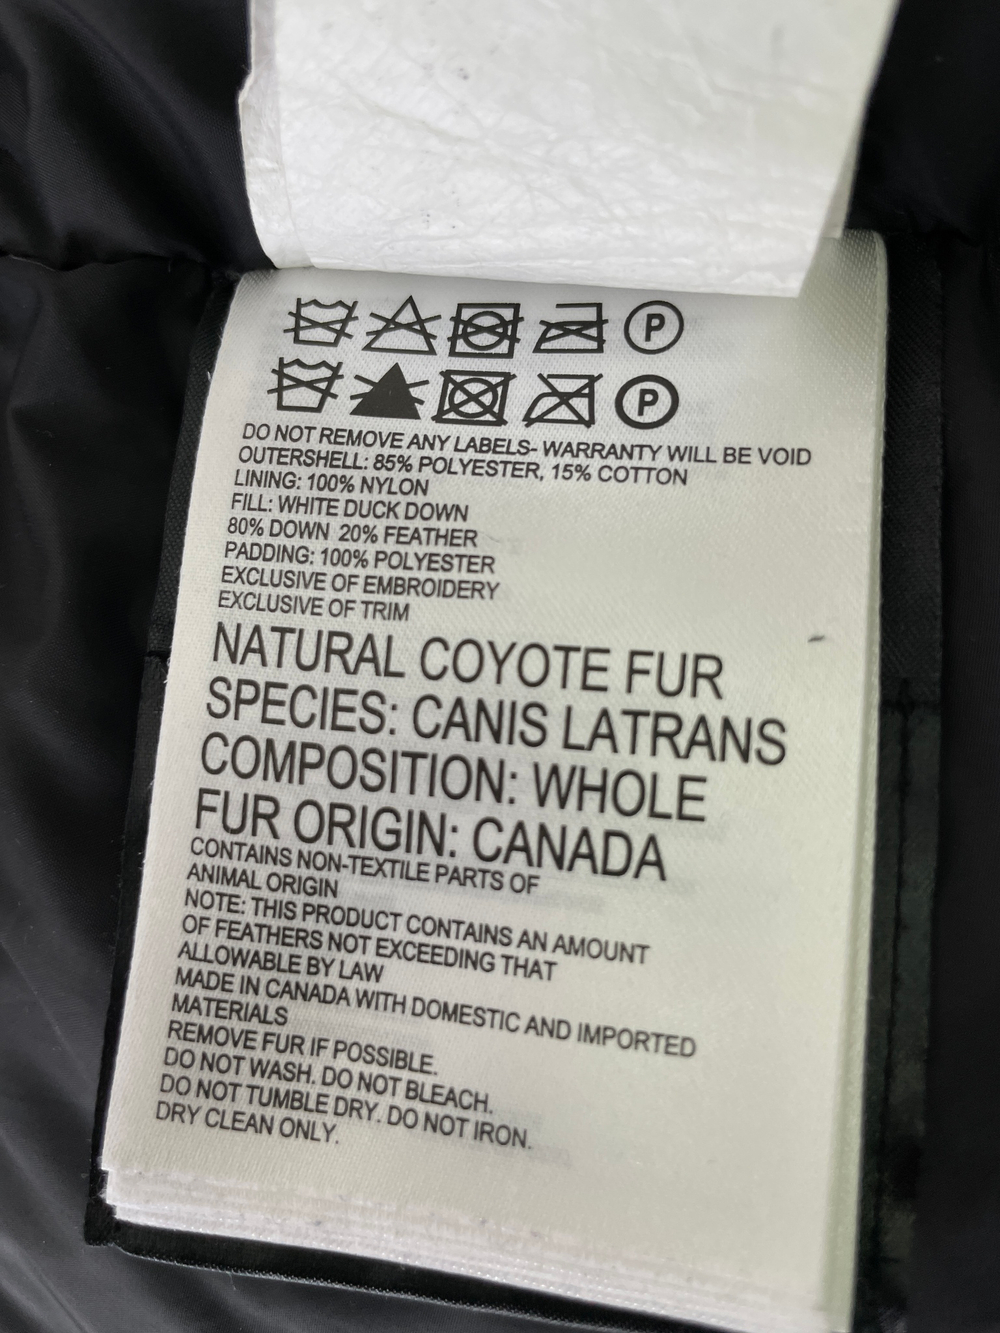 P
P
DO NOT REMOVE ANY LABELS- WARRANTY WILL BE VOID
OUTERSHELL: 85% POLYESTER, 15% COTTON
LINING: 100% NYLON
FILL: WHITE DUCK DOWN
80% DOWN 20% FEATHER
PADDING: 100% POLYESTER
EXCLUSIVE OF EMBROIDERY
EXCLUSIVE OF TRIM
NATURAL COYOTE FUR
SPECIES: CANIS LATRANS
COMPOSITION: WHOLE
FUR ORIGIN: CANADA
CONTAINS NON-TEXTILE PARTS OF
ANIMAL ORIGIN
NOTE: THIS PRODUCT CONTAINS AN AMOUNT
OF FEATHERS NOT EXCEEDING THAT
ALLOWABLE BY LAW
MADE IN CANADA WITH DOMESTIC AND IMPORTED
MATERIALS
REMOVE FUR IF POSSIBLE.
DO NOT WASH. DO NOT BLEACH.
DO NOT TUMBLE DRY. DO NOT IRON.
DRY CLEAN ONLY.